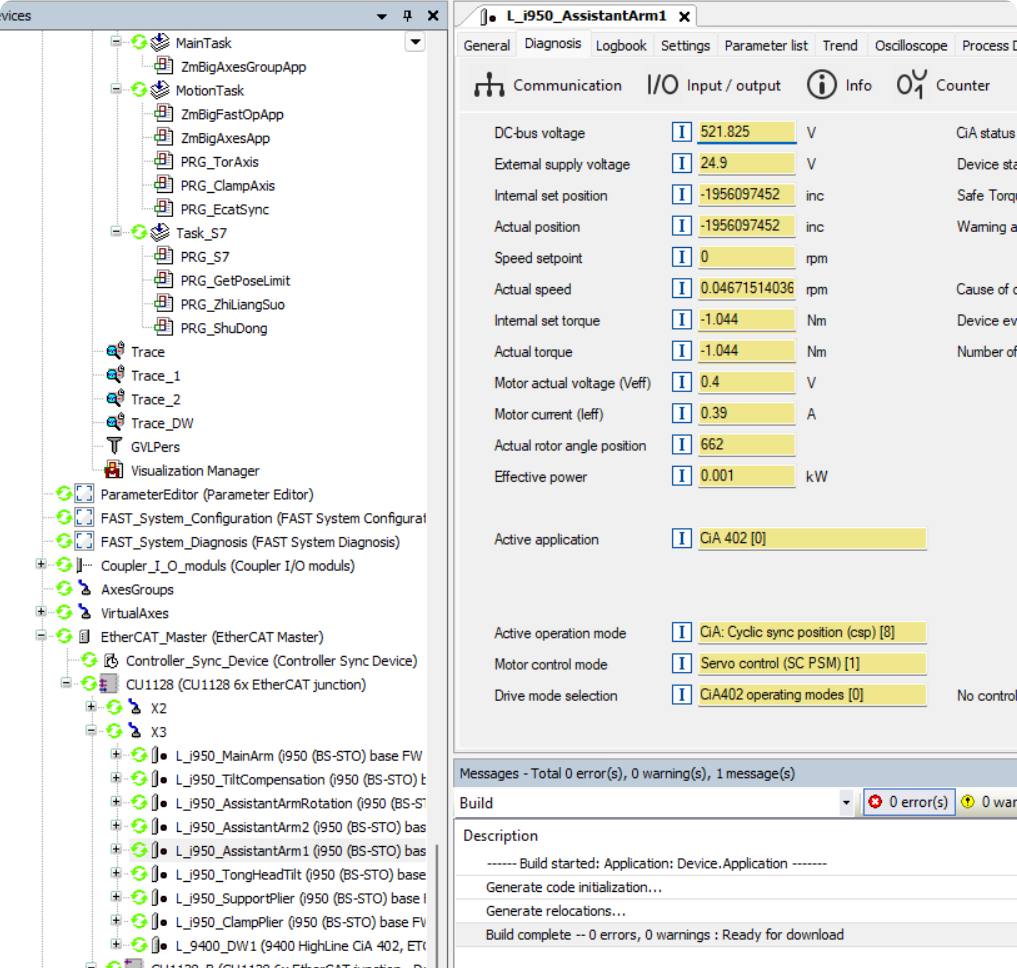 vices
MainTask
ZmBigAxesGroupApp
MotionTask
ZmBigFastOpApp
ZmBigAxesApp
PRG_TorAxis
PRG_ClampAxis
PRG_EcatSync
Task_S7
PRG_S7
PRG_GetPoseLimit
PRG_ZhiLiangSuo
PRG_ShuDong
Trace
Trace_1
Trace_2
Trace_DW
GVLPers
Visualization Manager
ParameterEditor (Parameter Editor)
FAST_System_Configuration (FAST System Configurat
FAST_System_Diagnosis (FAST System Diagnosis)
Coupler_I_O_moduls (Coupler I/O moduls)
AxesGroups
VirtualAxes
EtherCAT_Master (EtherCAT Master)
Controller_Sync_Device (Controller Sync Device)
CU1128 (CU1128 6x EtherCAT junction)
X2
X3
L_i950_MainArm (i950 (BS-STO) base FW
L_i950_TiltCompensation (i950 (BS-STO) b
L_i950_AssistantArmRotation (i950 (BS-ST
L_i950_AssistantArm2 (i950 (BS-STO) bas
L_i950_AssistantArm1 (i950 (BS-STO) bas
L_i950_TongHeadTilt (i950 (BS-STO) base
L_i950_SupportPlier (i950 (BS-STO) base
L_i950_ClampPlier (i950 (BS-STO) base FW
L_9400_DW1 (9400 HighLine CiA 402, ETC
L_i950_AssistantArm1
General Diagnosis Logbook Settings Parameter list Trend Oscilloscope Process D
Communication I/O Input / output Info Counter
DC-bus voltage I 521.825 V CiA status
External supply voltage I 24.9 V Device sta
Internal set position I -1956097452 inc Safe Torqu
Actual position I -1956097452 inc Warning a
Speed setpoint I 0 rpm
Actual speed I 0.04671514036 rpm Cause of
Internal set torque I -1.044 Nm Device ev
Actual torque I -1.044 Nm Number of
Motor actual voltage (Veff) I 0.4 V
Motor current (Ieff) I 0.39 A
Actual rotor angle position I 662
Effective power I 0.001 kW
Active application I CiA 402 [0]
Active operation mode I CiA: Cyclic sync position (csp) [8]
Motor control mode I Servo control (SC PSM) [1]
Drive mode selection I CiA402 operating modes [0] No control
Messages - Total 0 error(s), 0 warning(s), 1 message(s)
Build 0 error(s) 0 war
Description
------ Build started: Application: Device.Application -------
Generate code initialization...
Generate relocations...
Build complete -- 0 errors, 0 warnings : Ready for download